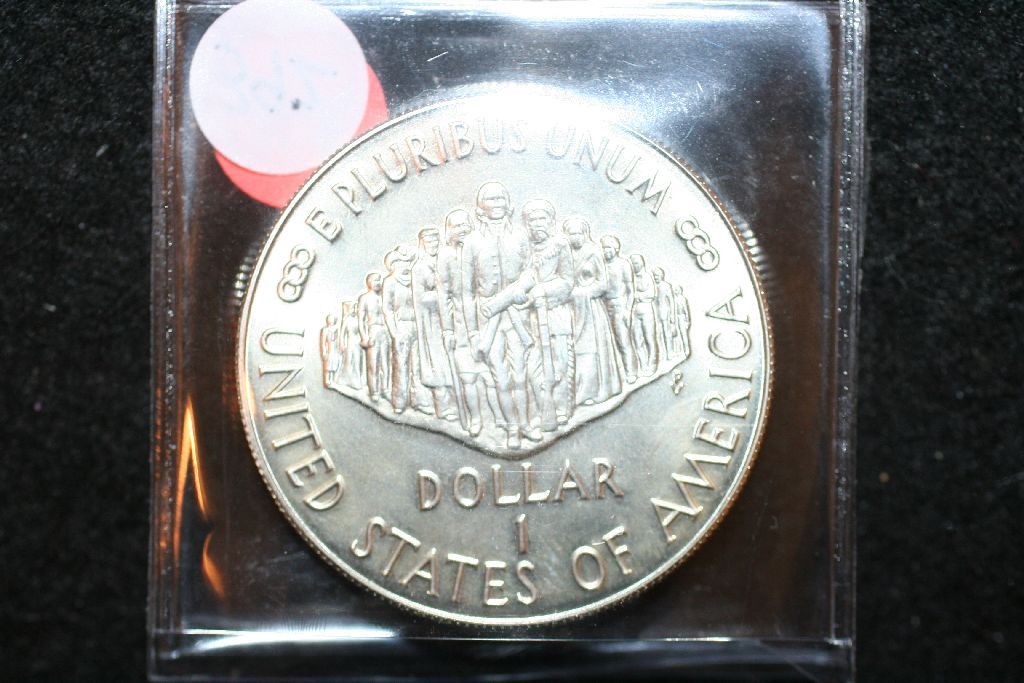 E PLURIBUS UNUM
DOLLAR
1
UNITED STATES OF AMERICA